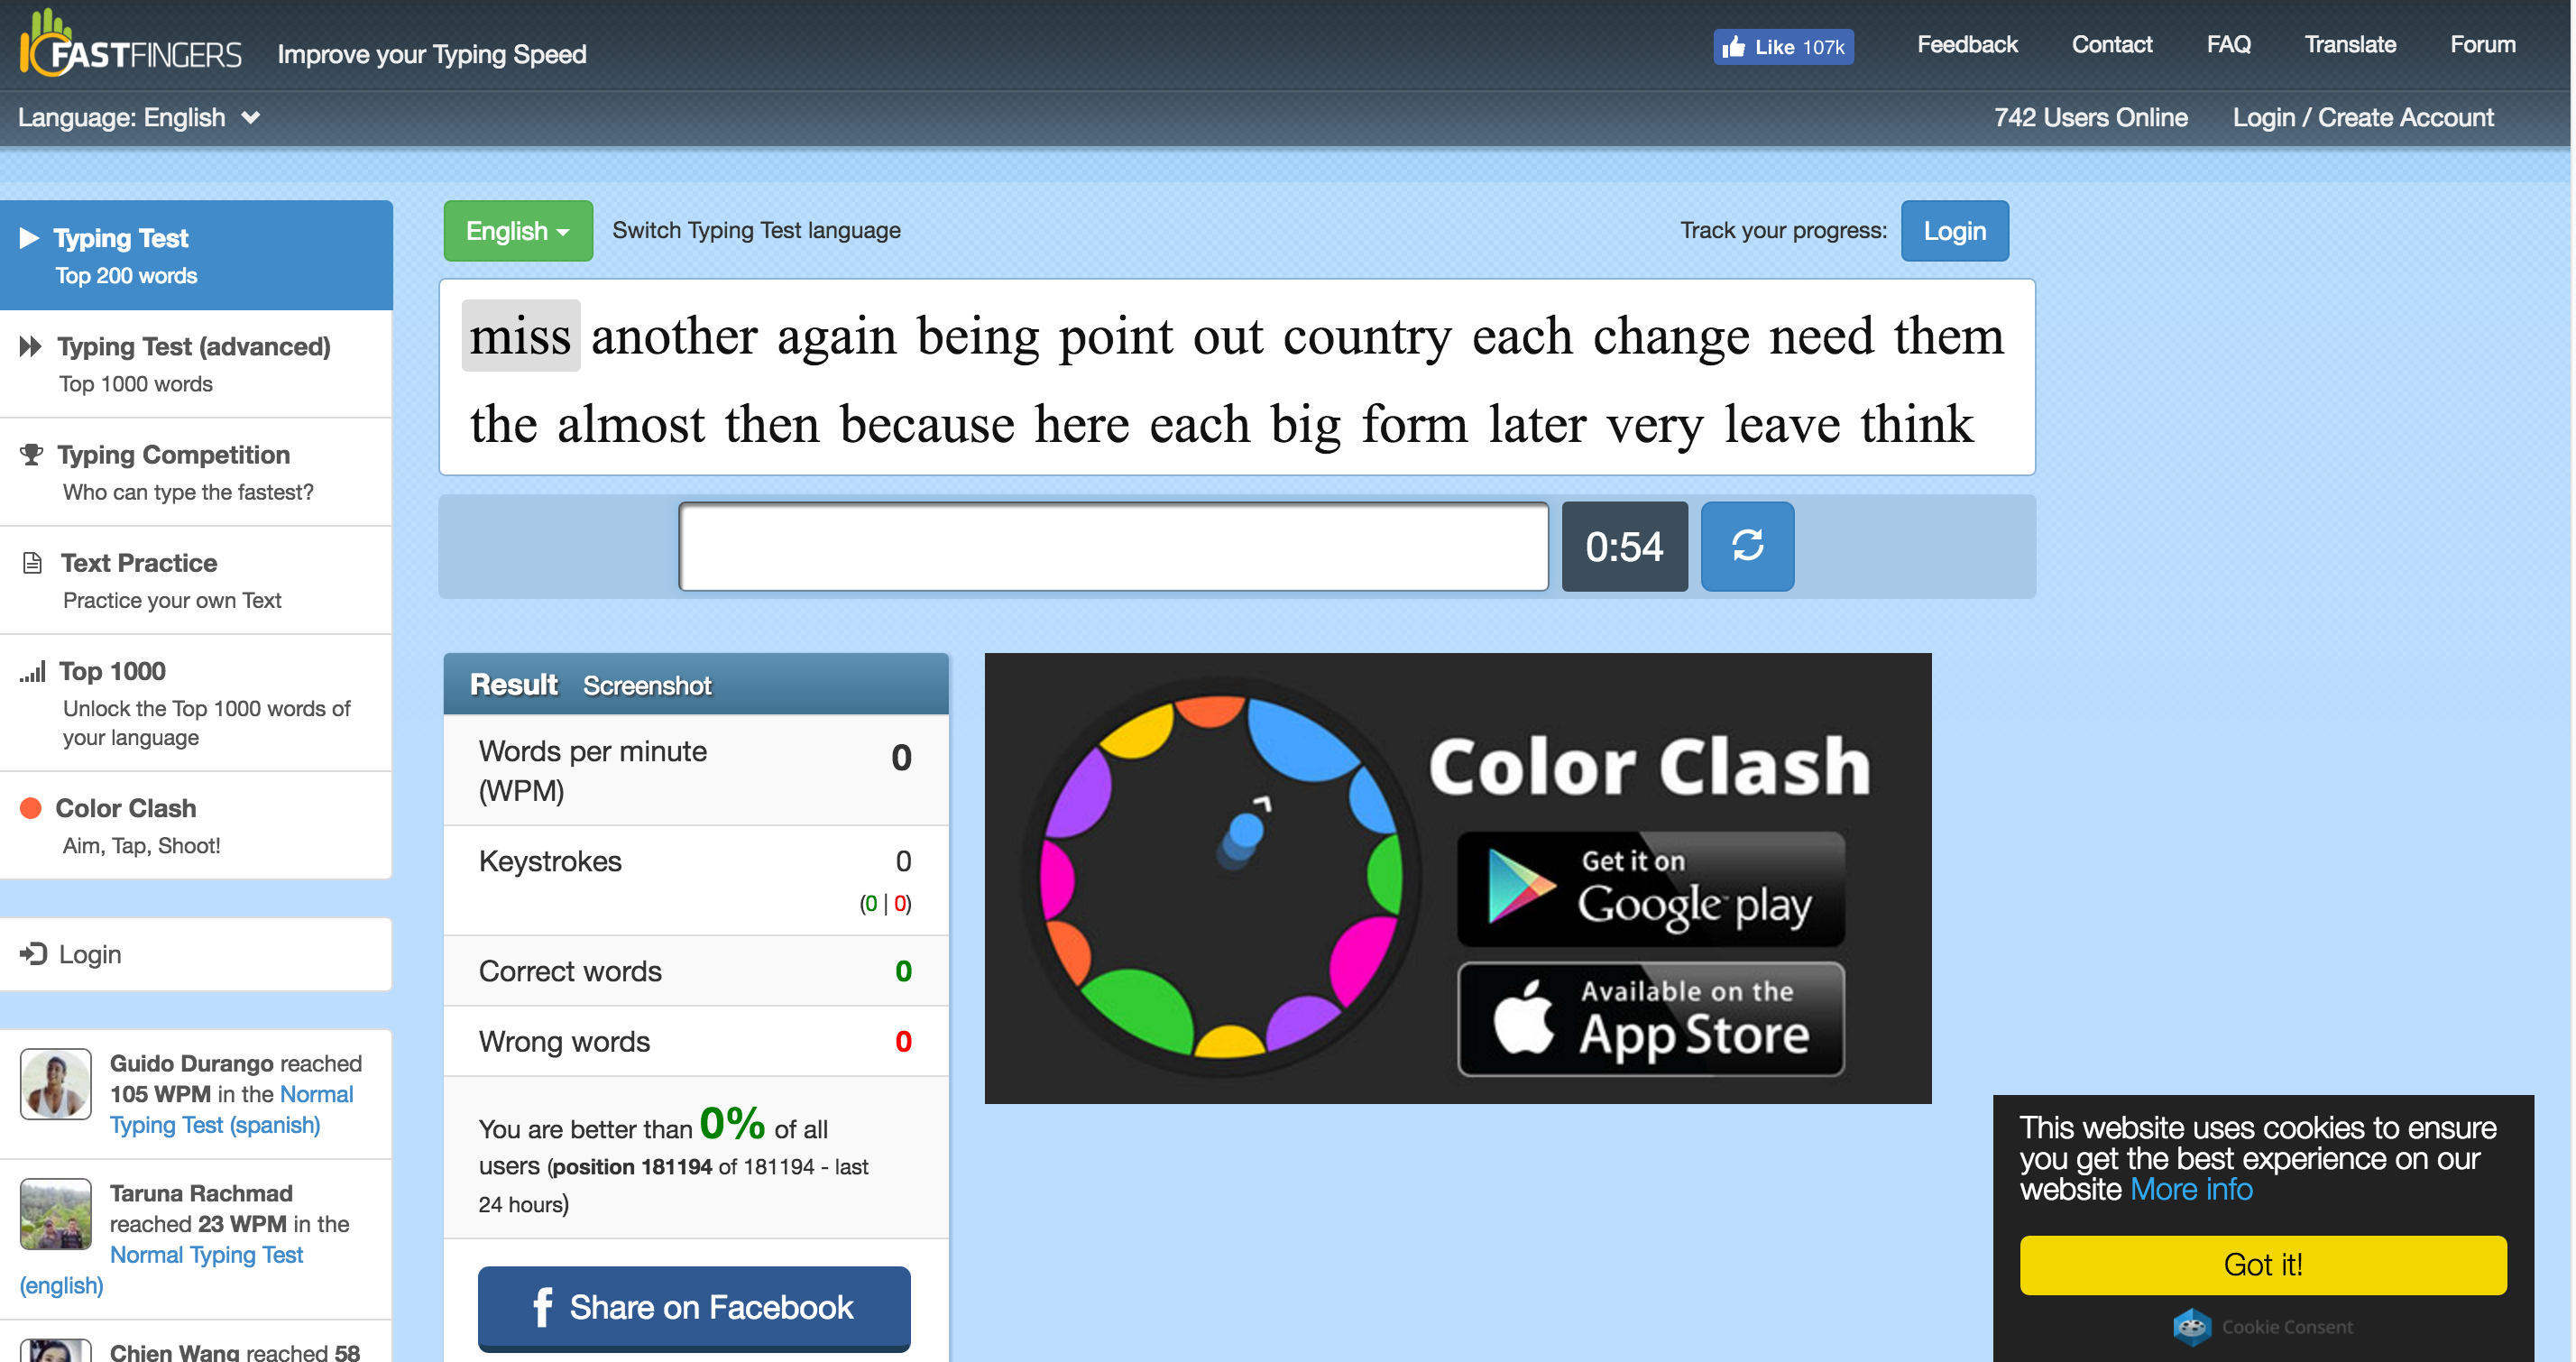 FASTFINGERS
Improve your Typing Speed
Like 107k
Feedback
Contact
FAQ
Translate
Forum
Language: English
742 Users Online
Login / Create Account
Typing Test
Top 200 words
Typing Test (advanced)
Top 1000 words
Typing Competition
Who can type the fastest?
Text Practice
Practice your own Text
Top 1000
Unlock the Top 1000 words of
your language
Color Clash
Aim, Tap, Shoot!
Login
Guido Durango reached
105 WPM in the Normal
Typing Test (spanish)
Taruna Rachmad
reached 23 WPM in the
Normal Typing Test
(english)
Chien Wang reached 58
English
Switch Typing Test language
Track your progress:
Login
miss another again being point out country each change need them
the almost then because here each big form later very leave think
0:54
Result Screenshot
Words per minute
(WPM)
0
Keystrokes
0
(0 | 0)
Correct words
0
Wrong words
0
You are better than 0% of all
users (position 181194 of 181194 - last
24 hours)
Share on Facebook
Color Clash
Get it on
Google play
Available on the
App Store
This website uses cookies to ensure
you get the best experience on our
website More info
Got it!
Cookie Consent